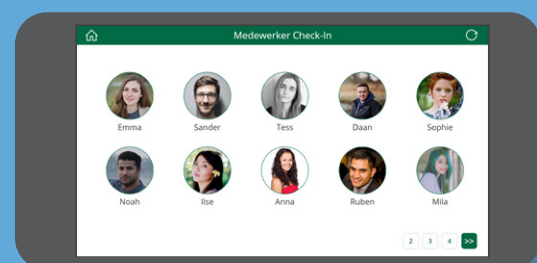 Medewerker Check-In
Emma Sander Tess Daan Sophie
Noah Ilse Anna Ruben Mila
2 3 4 >>